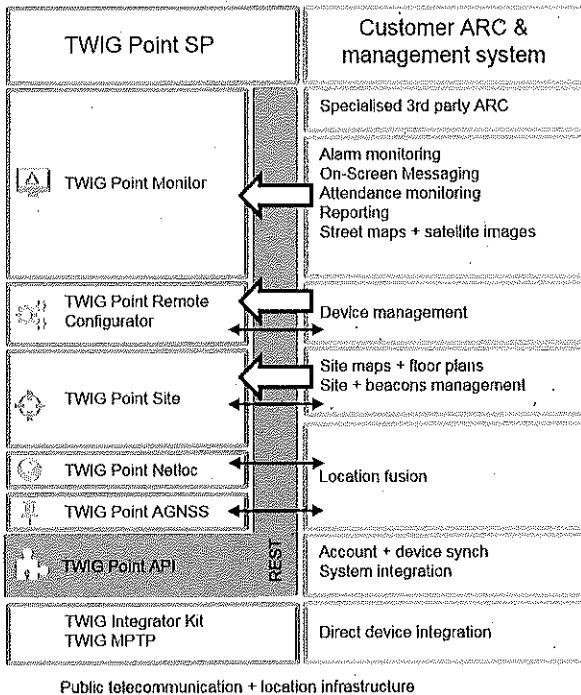 TWIG Point SP
Customer ARC &
management system
Specialised 3rd party ARC
TWIG Point Monitor
Alarm monitoring
On-Screen Messaging
Attendance monitoring
Reporting
Street maps + satellite images
TWIG Point Remote
Configurator
Device management
TWIG Point Site
Site maps + floor plans
Site + beacons management
TWIG Point Netloc
Location fusion
TWIG Point AGNSS
TWIG Point API
REST
Account + device synch
System integration
TWIG Integrator Kit
TWIG MPTP
Direct device integration
Public telecommunication + location infrastructure